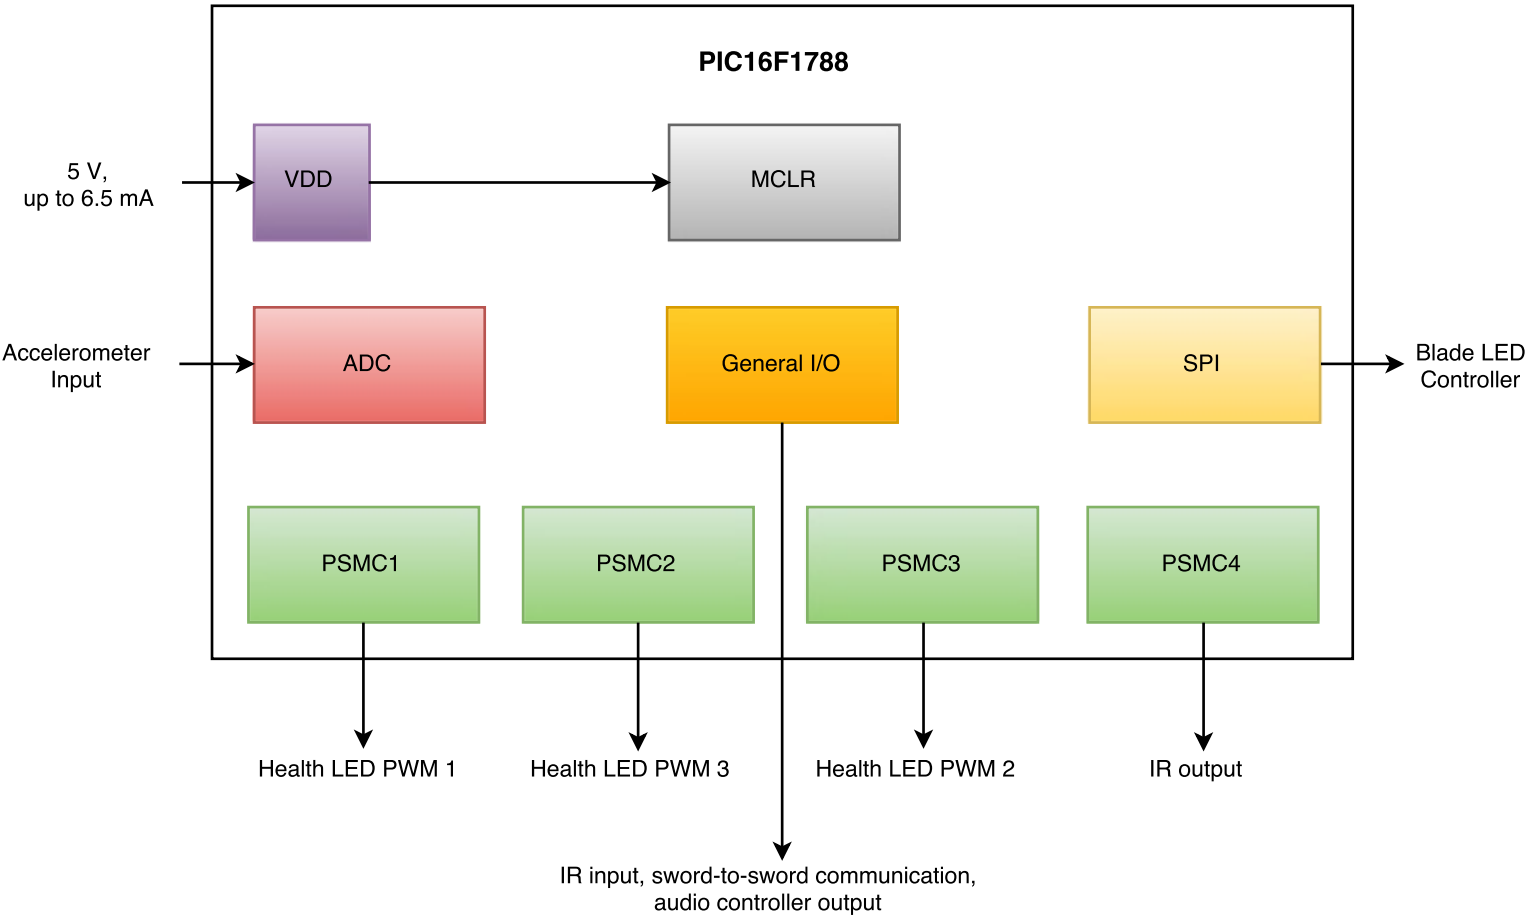 PIC16F1788
5 V,
up to 6.5 mA
VDD
MCLR
Accelerometer
Input
ADC
General I/O
SPI
Blade LED
Controller
PSMC1
PSMC2
PSMC3
PSMC4
Health LED PWM 1
Health LED PWM 3
Health LED PWM 2
IR output
IR input, sword-to-sword communication,
audio controller output